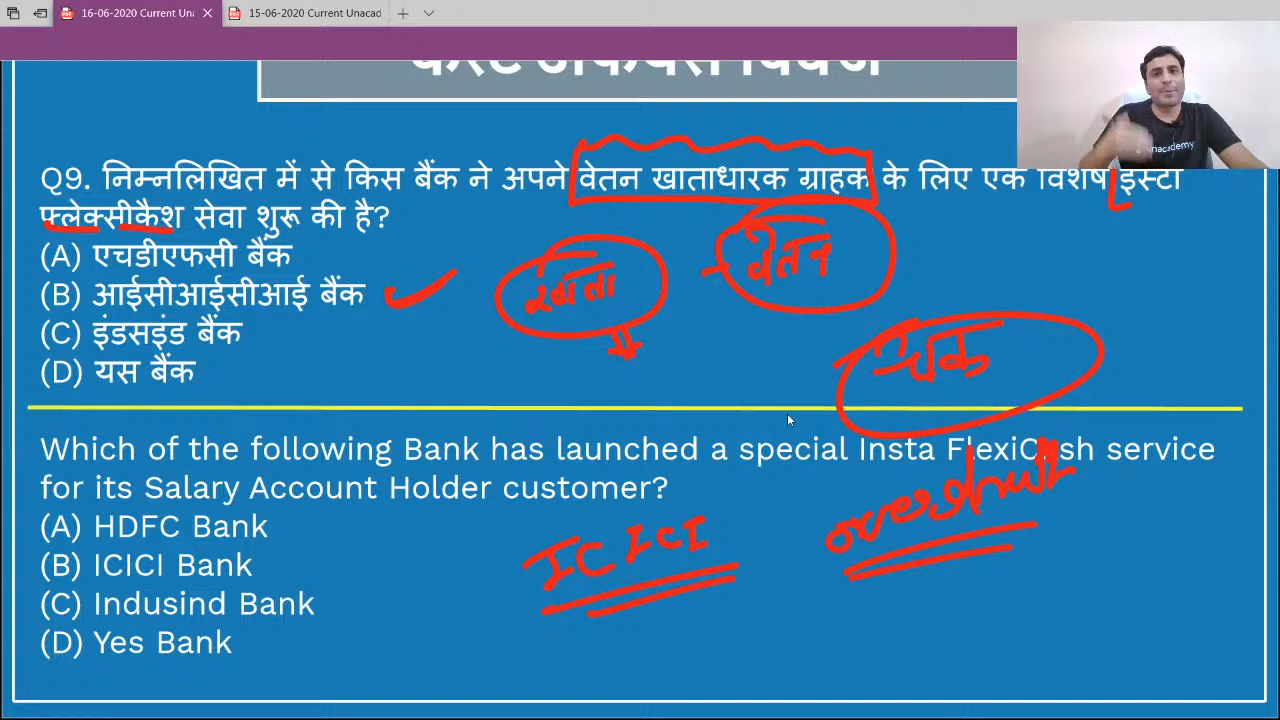 16-06-2020 Current Una
15-06-2020 Current Unacad
nacademy
Q9. निम्नलिखित में से किस बैंक ने अपने वेतन खाताधारक ग्राहक के लिए एक विशेष इंस्टा
फ्लेक्सीकैश सेवा शुरू की है?
(A) एचडीएफसी बैंक
(B) आईसीआईसीआई बैंक
(C) इंडसइंड बैंक
(D) यस बैंक
खाता
वेतन
चेक
Which of the following Bank has launched a special Insta FlexiCash service
for its Salary Account Holder customer?
(A) HDFC Bank
(B) ICICI Bank
(C) Indusind Bank
(D) Yes Bank
ICICI
overdraft